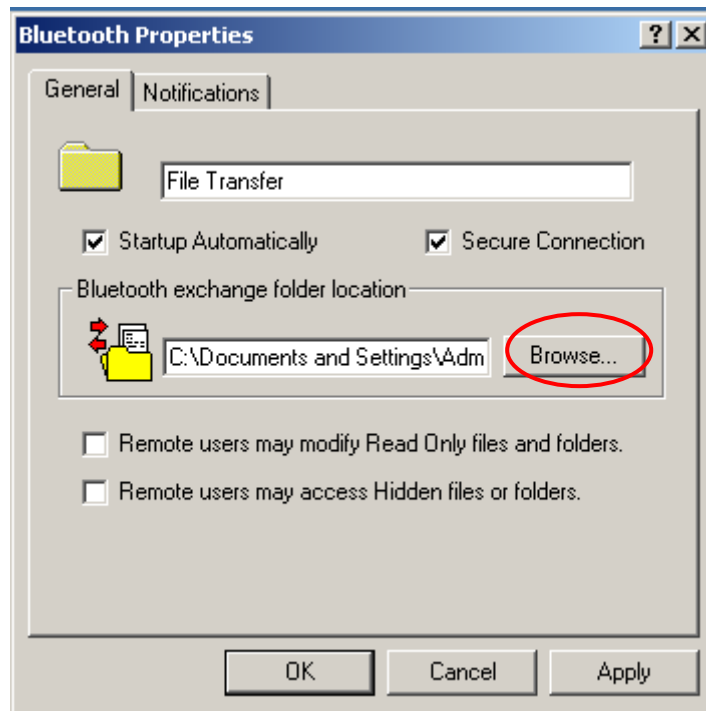 Bluetooth Properties
General Notifications
File Transfer
Startup Automatically Secure Connection
Bluetooth exchange folder location
C:\Documents and Settings\Adm Browse...
Remote users may modify Read Only files and folders.
Remote users may access Hidden files or folders.
OK Cancel Apply